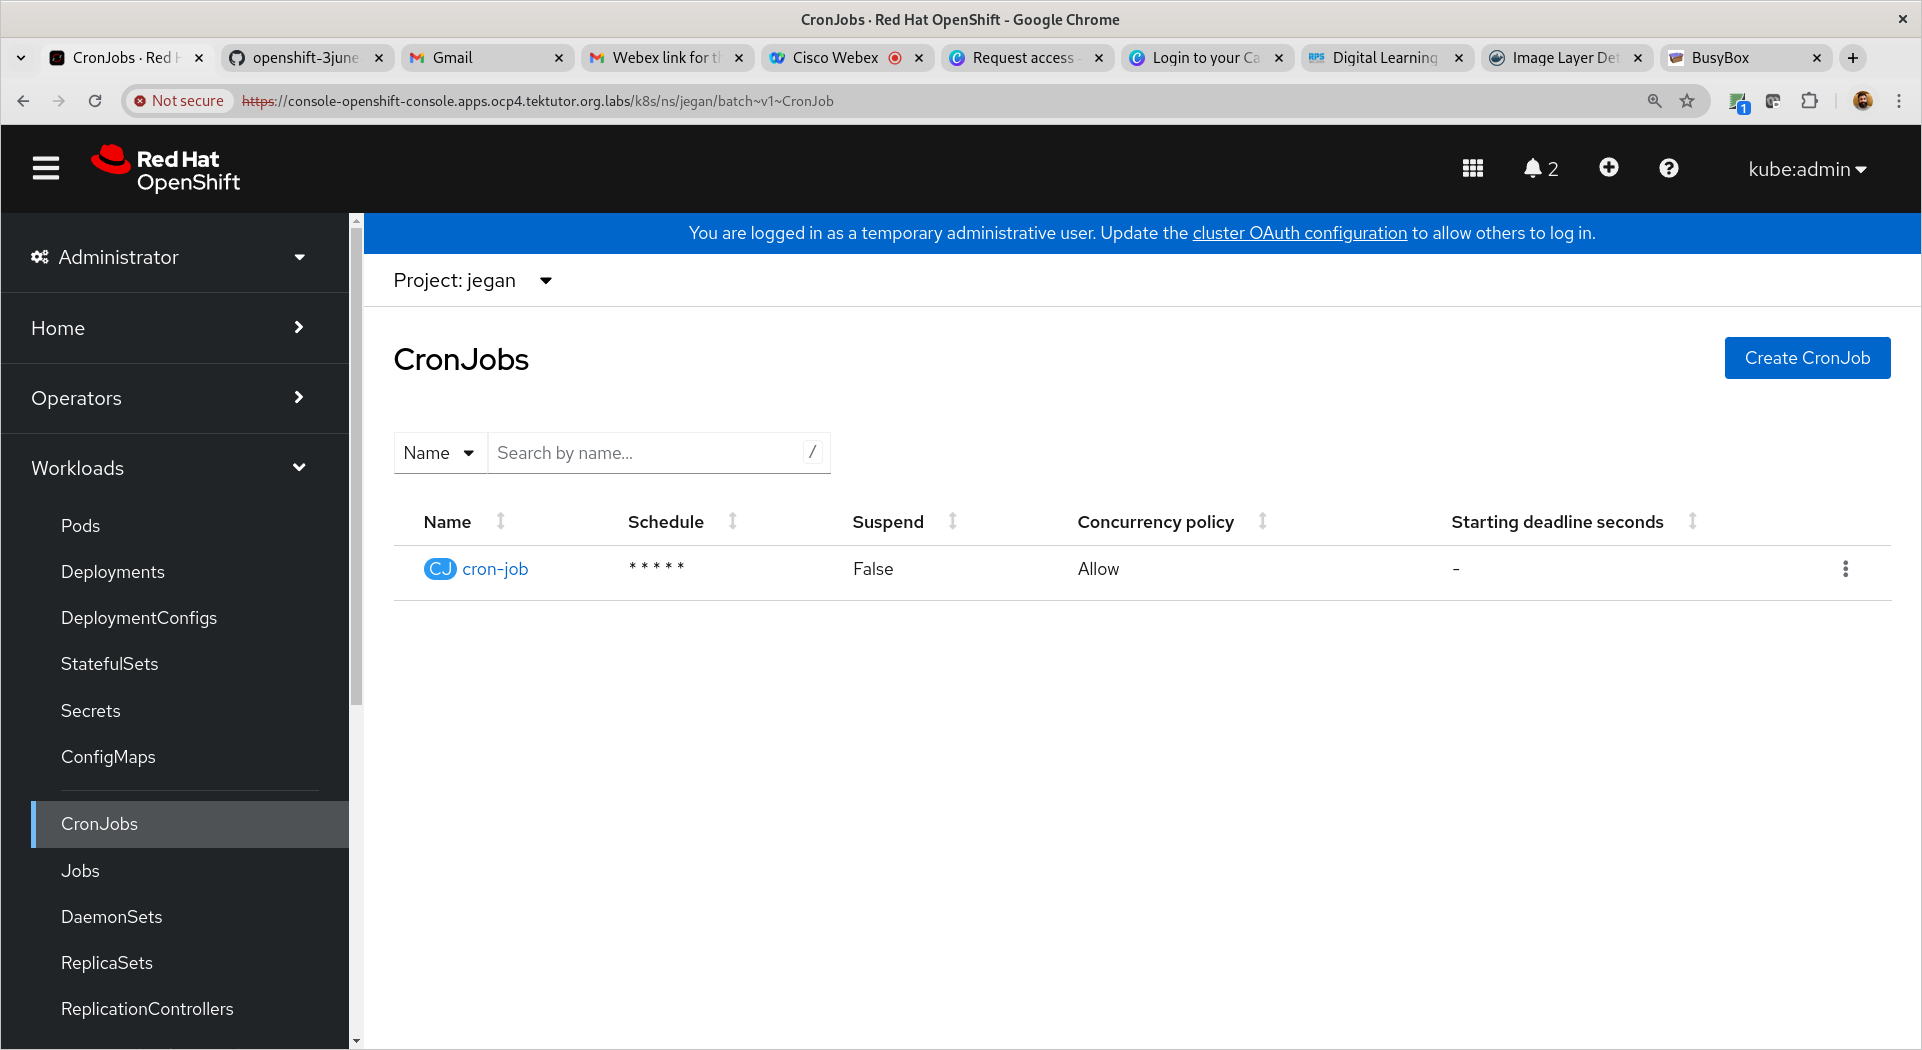 CronJobs · Red Hat OpenShift - Google Chrome
CronJobs · Red H
openshift-3june
Gmail
Webex link for th
Cisco Webex
Request access -
Login to your Ca
RPS Digital Learning
Image Layer Det
BusyBox
Not secure https://console-openshift-console.apps.ocp4.tektutor.org.labs/k8s/ns/jegan/batch~v1~CronJob
1
Red Hat
OpenShift
2
kube:admin
You are logged in as a temporary administrative user. Update the cluster OAuth configuration to allow others to log in.
Administrator
Home
Operators
Workloads
Pods
Deployments
DeploymentConfigs
StatefulSets
Secrets
ConfigMaps
CronJobs
Jobs
DaemonSets
ReplicaSets
ReplicationControllers
Project: jegan
CronJobs
Create CronJob
Name Search by name... /
Name Schedule Suspend Concurrency policy Starting deadline seconds
CJ cron-job * * * * * False Allow -